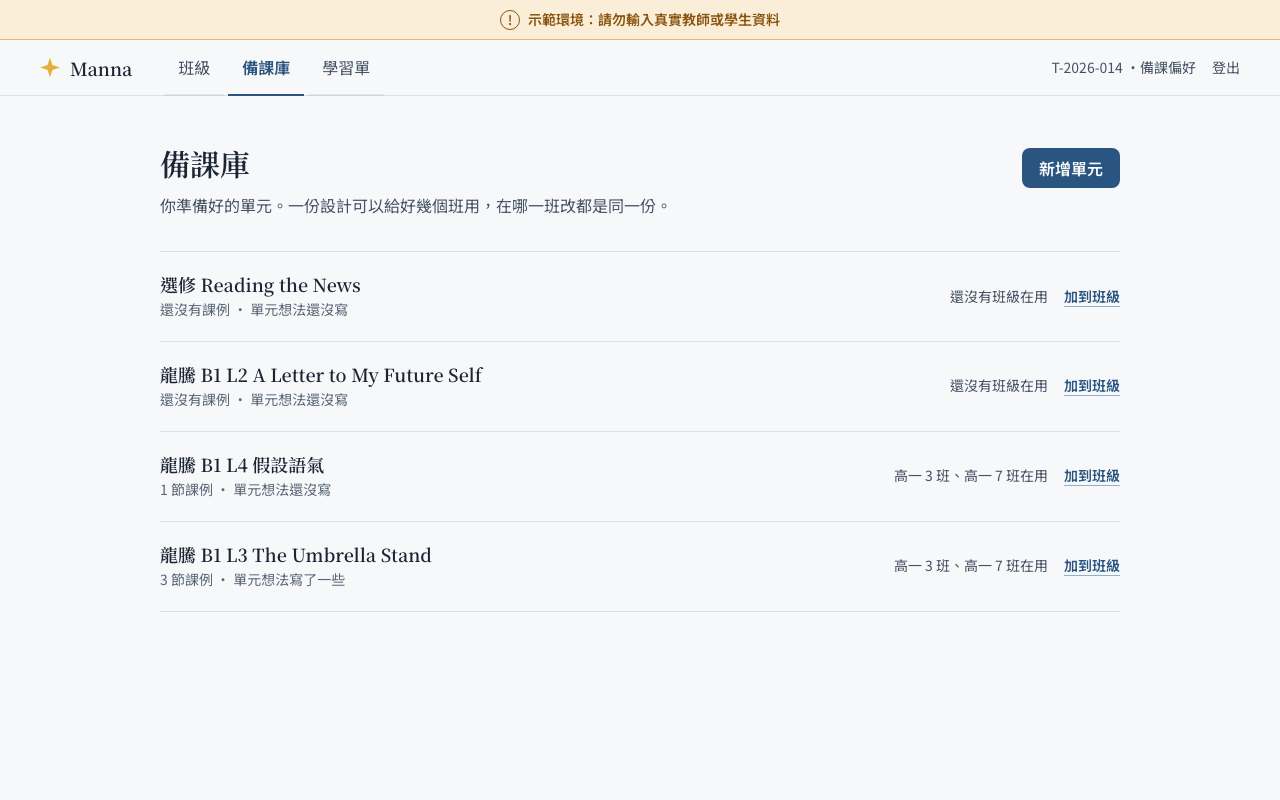 示範環境：請勿輸入真實教師或學生資料
Manna 班級 備課庫 學習單 T-2026-014 ・備課偏好 登出
備課庫
新增單元
你準備好的單元。一份設計可以給好幾個班用，在哪一班改都是同一份。
選修 Reading the News
還沒有課例 ・ 單元想法還沒寫
還沒有班級在用 加到班級
龍騰 B1 L2 A Letter to My Future Self
還沒有課例 ・ 單元想法還沒寫
還沒有班級在用 加到班級
龍騰 B1 L4 假設語氣
1 節課例 ・ 單元想法還沒寫
高一 3 班、高一 7 班在用 加到班級
龍騰 B1 L3 The Umbrella Stand
3 節課例 ・ 單元想法寫了一些
高一 3 班、高一 7 班在用 加到班級